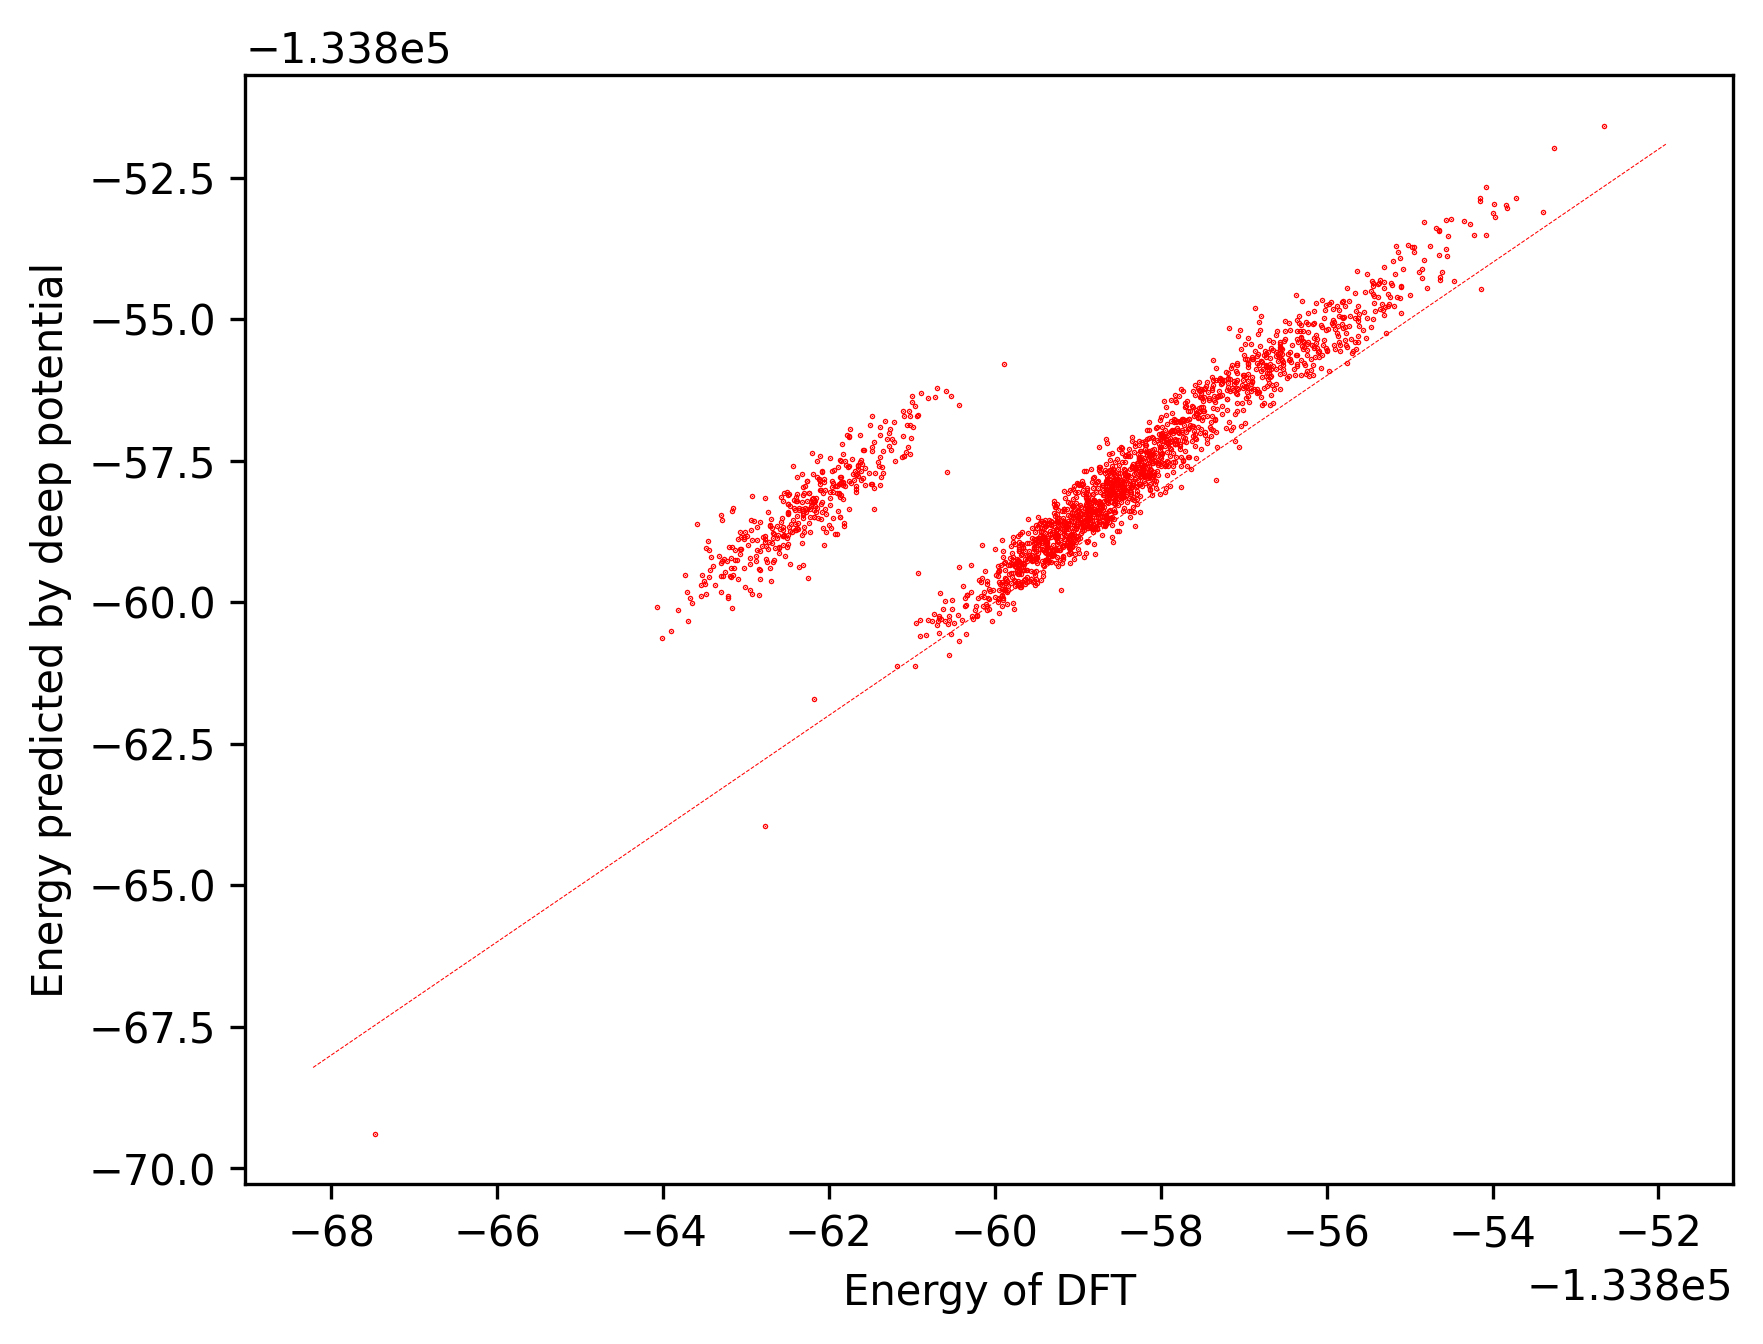 −1.338e5
Energy predicted by deep potential
−52.5
−55.0
−57.5
−60.0
−62.5
−65.0
−67.5
−70.0
−68 −66 −64 −62 −60 −58 −56 −54 −52
Energy of DFT
−1.338e5